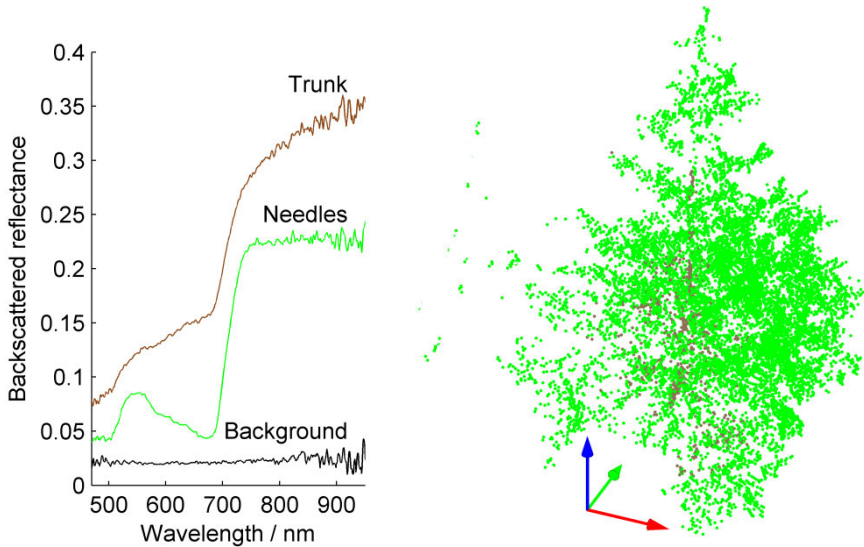 0.4
0.35
0.3
0.25
0.2
0.15
0.1
0.05
0
Backscattered reflectance
Trunk
Needles
Background
500 600 700 800 900
Wavelength / nm